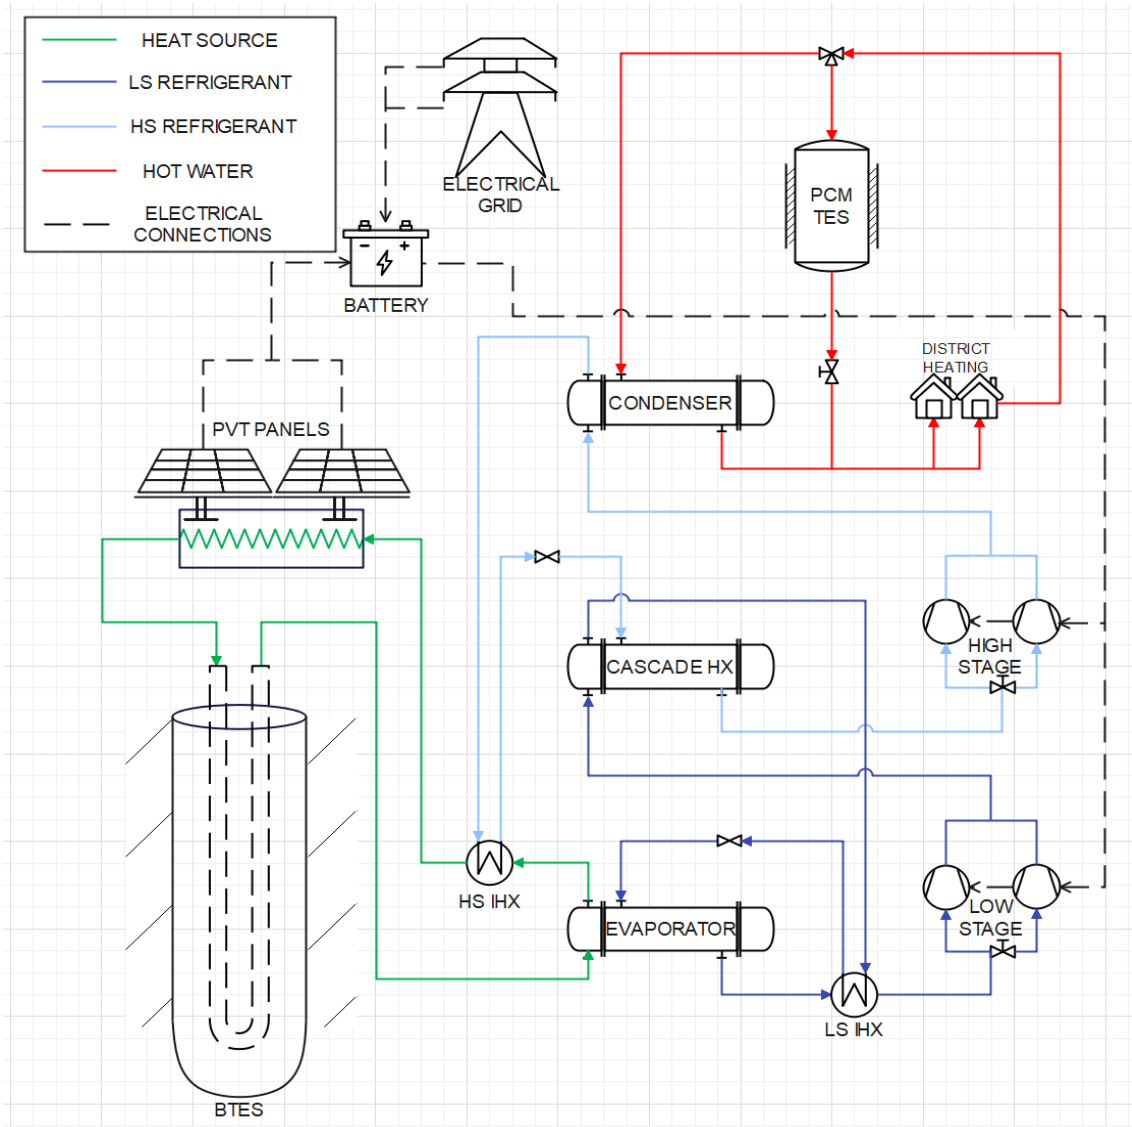 HEAT SOURCE
LS REFRIGERANT
HS REFRIGERANT
HOT WATER
ELECTRICAL
CONNECTIONS
ELECTRICAL
GRID
PCM
TES
- +
BATTERY
DISTRICT
HEATING
CONDENSER
PVT PANELS
HIGH
STAGE
CASCADE HX
HS IHX
EVAPORATOR
LOW
STAGE
LS IHX
BTES